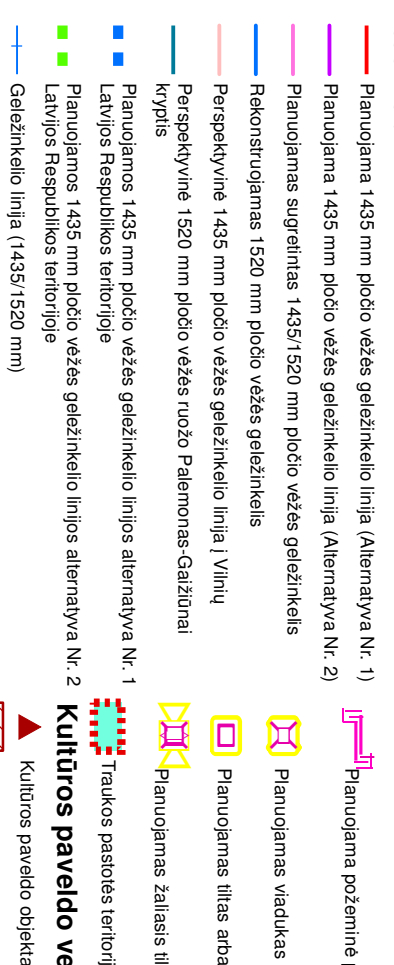 Planuojama 1435 mm pločio vėžės geležinkelio linija (Alternatyva Nr. 1)
Planuojama 1435 mm pločio vėžės geležinkelio linija (Alternatyva Nr. 2)
Planuojamas sugretintas 1435/1520 mm pločio vėžės geležinkelis
Rekonstruojamas 1520 mm pločio vėžės geležinkelis
Perspektyvinė 1435 mm pločio vėžės geležinkelio linija į Vilnių
Perspektyvinė 1520 mm pločio vėžės ruožo Palemonas-Gaižiūnai
kryptis
Planuojamos 1435 mm pločio vėžės geležinkelio linijos alternatyva Nr. 1
Latvijos Respublikos teritorijoje
Planuojamos 1435 mm pločio vėžės geležinkelio linijos alternatyva Nr. 2
Latvijos Respublikos teritorijoje
Geležinkelio linija (1435/1520 mm)
Planuojama požeminė
Planuojamas viadukas
Planuojamas tiltas arba
Planuojamas žaliasis til
Traukos pastotės teritorij
Kultūros paveldo ve
Kultūros paveldo objekta